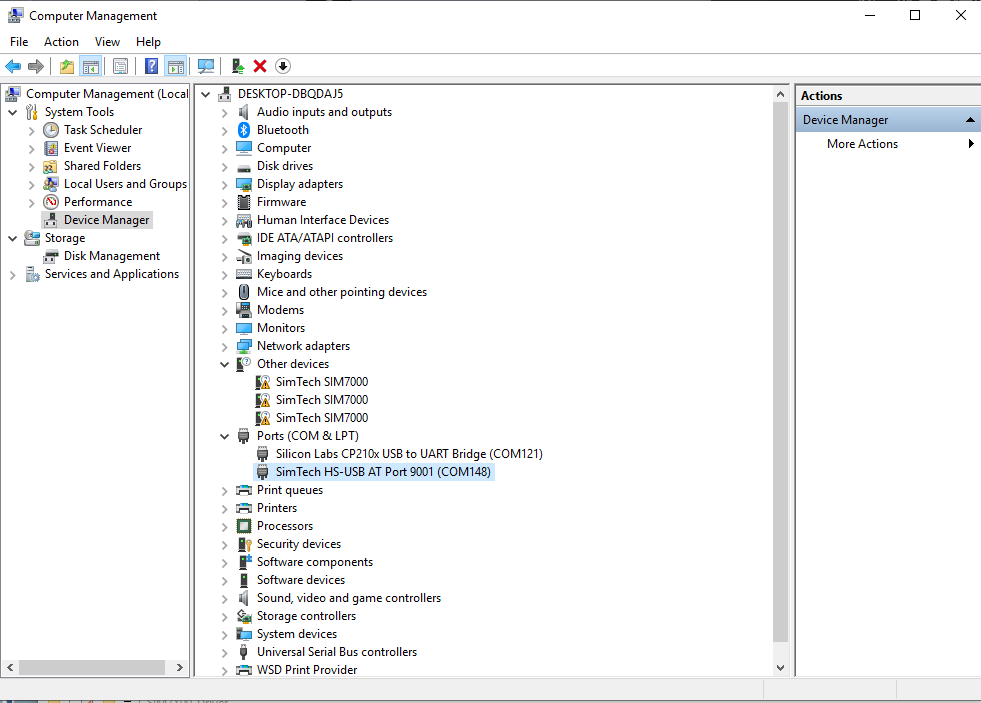 Computer Management
File Action View Help
Computer Management (Local
System Tools
Task Scheduler
Event Viewer
Shared Folders
Local Users and Groups
Performance
Device Manager
Storage
Disk Management
Services and Applications
DESKTOP-DBQDAJ5
Audio inputs and outputs
Bluetooth
Computer
Disk drives
Display adapters
Firmware
Human Interface Devices
IDE ATA/ATAPI controllers
Imaging devices
Keyboards
Mice and other pointing devices
Modems
Monitors
Network adapters
Other devices
SimTech SIM7000
SimTech SIM7000
SimTech SIM7000
Ports (COM & LPT)
Silicon Labs CP210x USB to UART Bridge (COM121)
SimTech HS-USB AT Port 9001 (COM148)
Print queues
Printers
Processors
Security devices
Software components
Software devices
Sound, video and game controllers
Storage controllers
System devices
Universal Serial Bus controllers
WSD Print Provider
Actions
Device Manager
More Actions